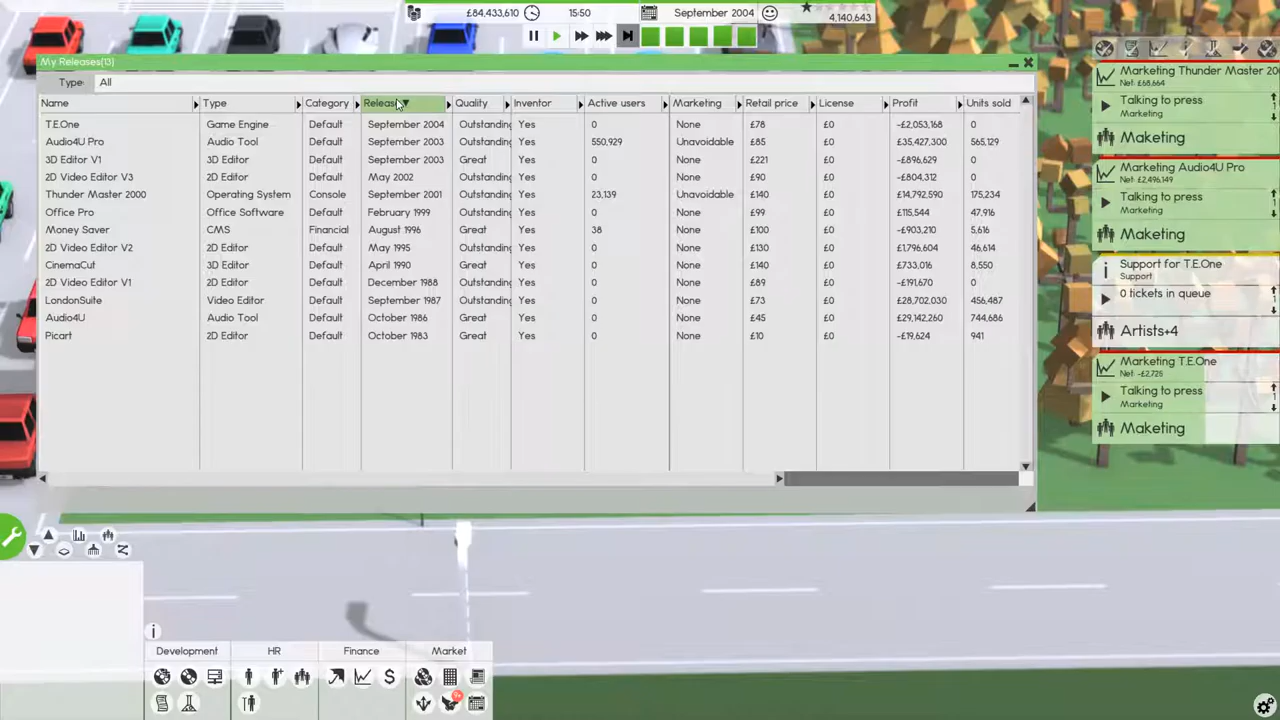 £84,433,610 15:50 September 2004 4,140,643
My Releases(13)
Type: All
Name Type Category Release▼ Quality Inventor Active users Marketing Retail price License Profit Units sold
T.E.One Game Engine Default September 2004 Outstanding Yes 0 None £78 £0 -£2,053,168 0
Audio4U Pro Audio Tool Default September 2003 Outstanding Yes 550,929 Unavoidable £85 £0 £35,427,300 565,129
3D Editor V1 3D Editor Default September 2003 Great Yes 0 None £221 £0 -£896,629 0
2D Video Editor V3 2D Editor Default May 2002 Outstanding Yes 0 None £90 £0 -£804,312 0
Thunder Master 2000 Operating System Console September Outstanding Yes 23,139 Unavoidable £140 £0 £14,792,590 175,234
Office Pro Office Software Default February 1999 Outstanding Yes 0 None £99 £0 £115,544 47,916
Money Saver CMS Financial August 1996 Great Yes 38 None £100 £0 -£903,210 5,616
2D Video Editor V2 2D Editor Default May 1995 Outstanding Yes 0 None £130 £0 £1,796,604 46,614
CinemaCut 3D Editor Default April 1990 Great Yes 0 None £140 £0 £733,016 8,550
2D Video Editor V1 2D Editor Default December 1988 Outstanding Yes 0 None £89 £0 -£191,670 0
LondonSuite Video Editor Default September 1987 Outstanding Yes 0 None £73 £0 £28,702,030 456,487
Audio4U Audio Tool Default October 1986 Great Yes 0 None £45 £0 £29,142,260 744,686
Picart 2D Editor Default October 1983 Great Yes 0 None £10 £0 -£19,624 941
Marketing Thunder Master 20
Net: £68,664
Talking to press
Marketing
1
Maketing
Marketing Audio4U Pro
Net: £2,496,149
Talking to press
Marketing
1
Maketing
Support for T.E.One
Support
0 tickets in queue
1
Artists+4
Marketing T.E.One
Net: -£2,725
Talking to press
Marketing
1
Maketing
Development HR Finance Market
9+